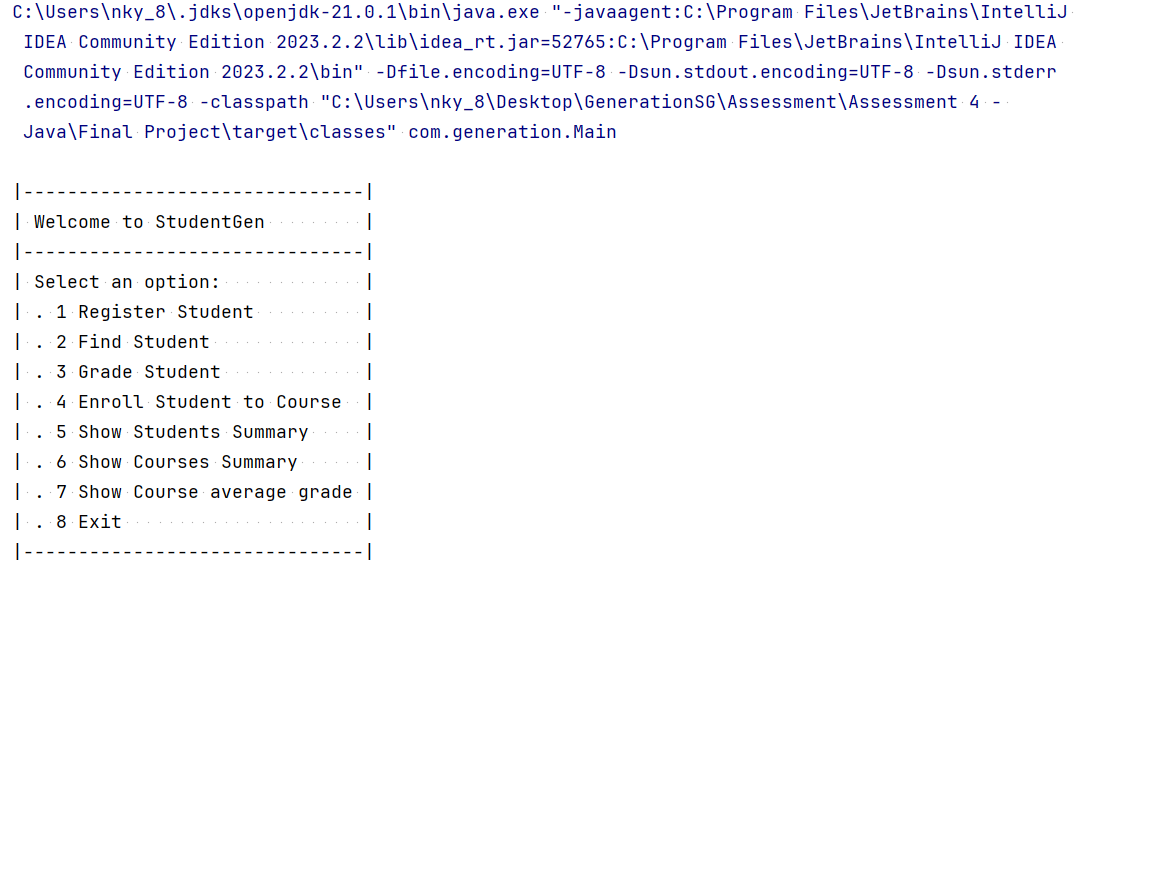 C:\Users\nky_8\.jdks\openjdk-21.0.1\bin\java.exe "-javaagent:C:\Program Files\JetBrains\IntelliJ
IDEA Community Edition 2023.2.2\lib\idea_rt.jar=52765:C:\Program Files\JetBrains\IntelliJ IDEA
Community Edition 2023.2.2\bin" -Dfile.encoding=UTF-8 -Dsun.stdout.encoding=UTF-8 -Dsun.stderr
.encoding=UTF-8 -classpath "C:\Users\nky_8\Desktop\GenerationSG\Assessment\Assessment 4 -
Java\Final Project\target\classes" com.generation.Main

|-------------------------------|
| Welcome to StudentGen         |
|-------------------------------|
| Select an option:             |
| . 1 Register Student          |
| . 2 Find Student              |
| . 3 Grade Student             |
| . 4 Enroll Student to Course  |
| . 5 Show Students Summary     |
| . 6 Show Courses Summary      |
| . 7 Show Course average grade |
| . 8 Exit                      |
|-------------------------------|